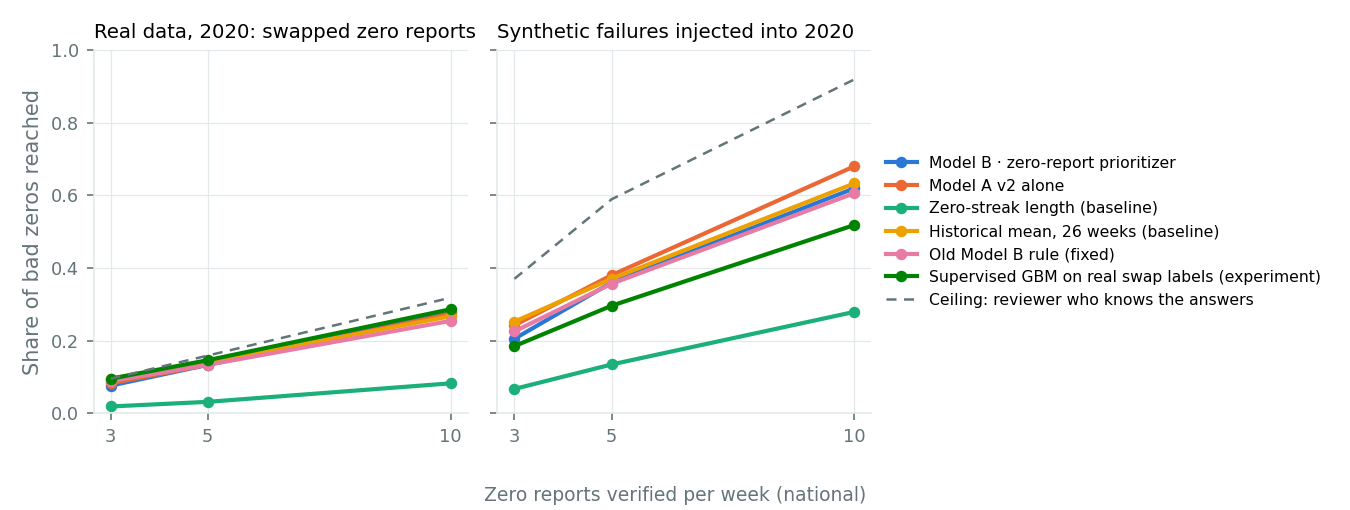 Real data, 2020: swapped zero reports
Synthetic failures injected into 2020
Share of bad zeros reached
1.0
0.8
0.6
0.4
0.2
0.0
3
5
10
3
5
10
Zero reports verified per week (national)
Model B · zero-report prioritizer
Model A v2 alone
Zero-streak length (baseline)
Historical mean, 26 weeks (baseline)
Old Model B rule (fixed)
Supervised GBM on real swap labels (experiment)
Ceiling: reviewer who knows the answers